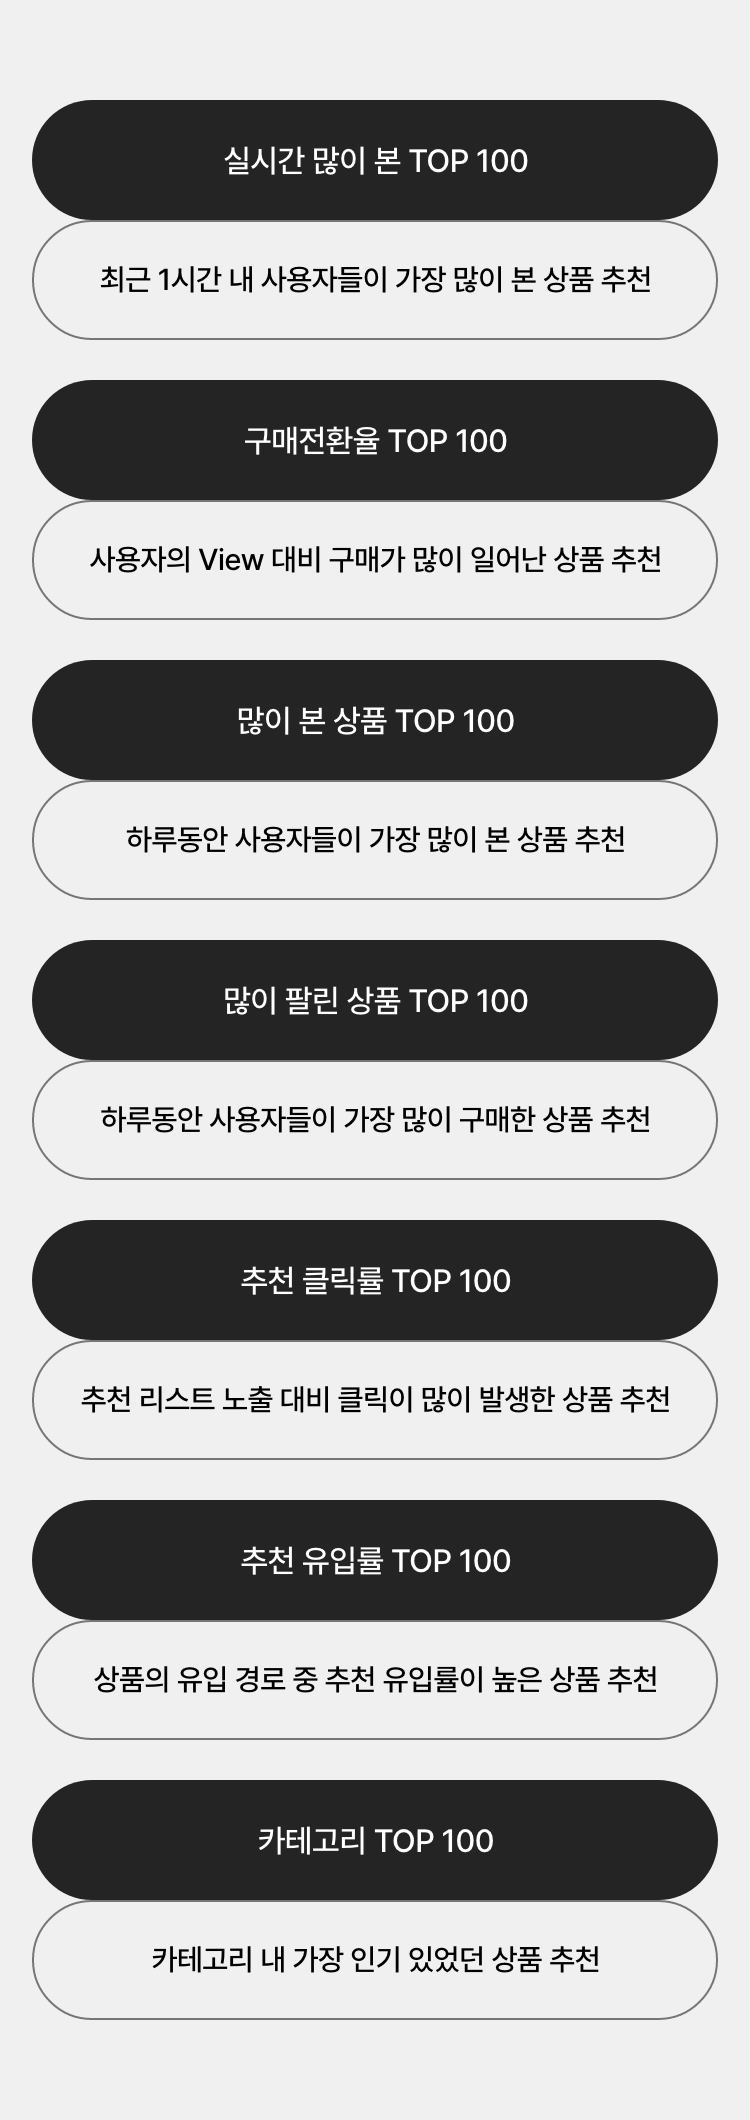 실시간 많이 본 TOP 100
최근 1시간 내 사용자들이 가장 많이 본 상품 추천
구매전환율 TOP 100
사용자의 View 대비 구매가 많이 일어난 상품 추천
많이 본 상품 TOP 100
하루동안 사용자들이 가장 많이 본 상품 추천
많이 팔린 상품 TOP 100
하루동안 사용자들이 가장 많이 구매한 상품 추천
추천 클릭률 TOP 100
추천 리스트 노출 대비 클릭이 많이 발생한 상품 추천
추천 유입률 TOP 100
상품의 유입 경로 중 추천 유입률이 높은 상품 추천
카테고리 TOP 100
카테고리 내 가장 인기 있었던 상품 추천